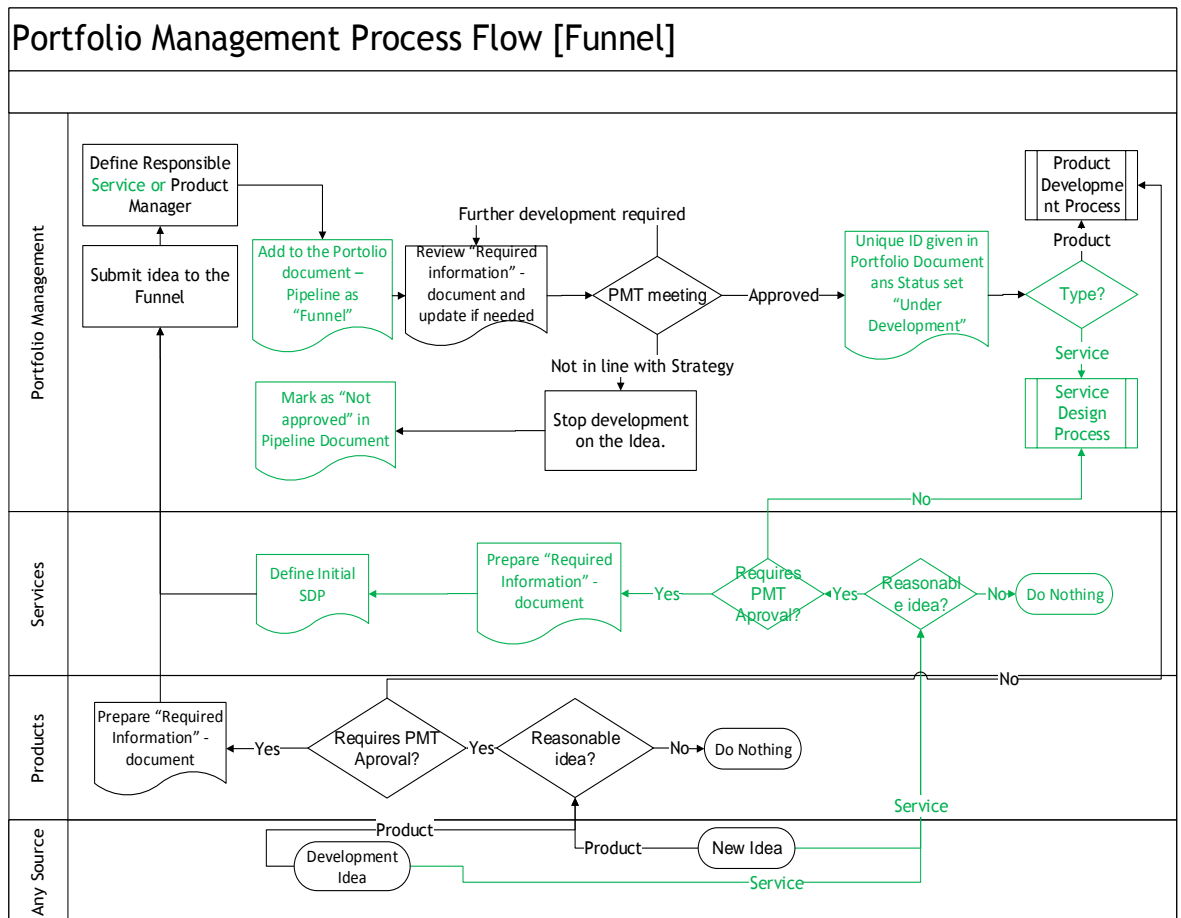 Portfolio Management Process Flow [Funnel]
Portfolio Management
Define Responsible
Service or Product
Manager
Submit idea to the
Funnel
Add to the Portolio
document –
Pipeline as
“Funnel”
Further development required
Review “Required
information” -
document and
update if needed
PMT meeting
Approved
Unique ID given in
Portfolio Document
ans Status set
“Under
Development”
Product
Developme
nt Process
Product
Type?
Service
Service
Design
Process
Not in line with Strategy
Stop development
on the Idea.
Mark as “Not
approved” in
Pipeline Document
No
Services
Define Initial
SDP
Prepare “Required
Information” -
document
Yes
Requires
PMT
Aproval?
Yes
Reasonabl
e idea?
No
Do Nothing
No
Products
Prepare “Required
Information” -
document
Yes
Requires PMT
Aproval?
Yes
Reasonable
idea?
No
Do Nothing
Service
Any Source
Product
Development
Idea
Product
New Idea
Service